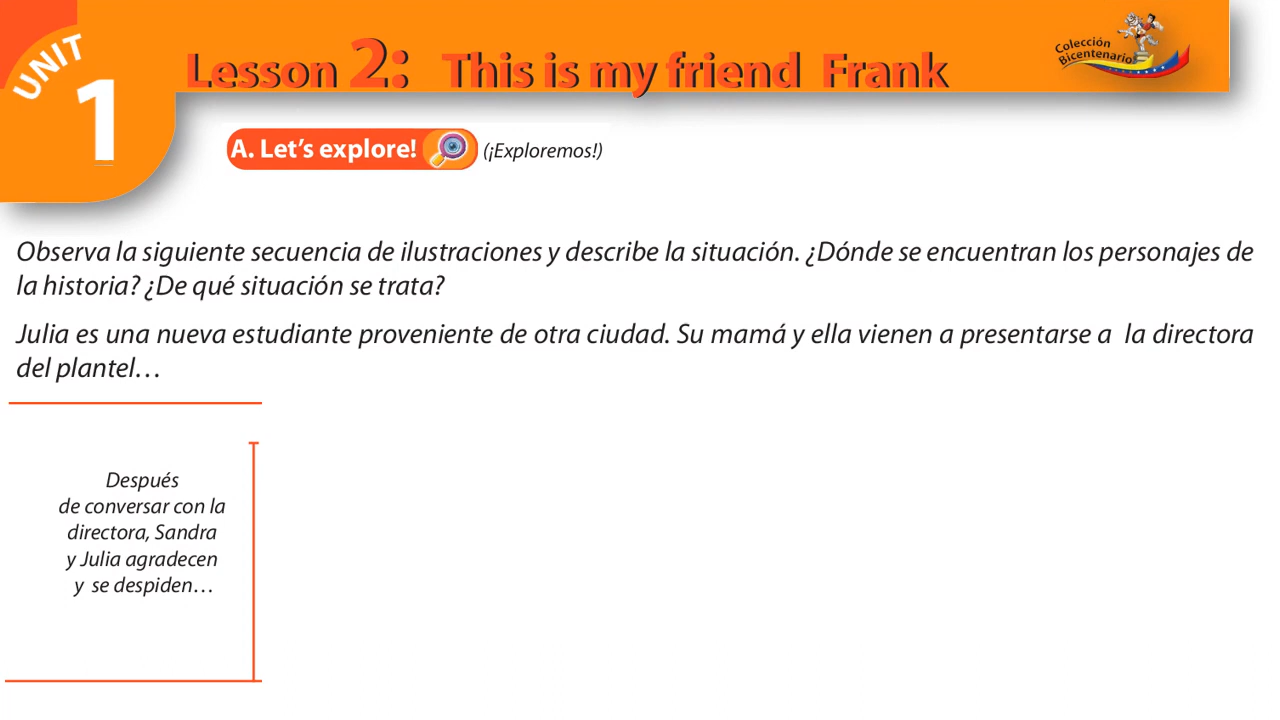 UNIT
1
Lesson 2: This is my friend Frank
Colección
Bicentenario
A. Let's explore! (¡Exploremos!)
Observa la siguiente secuencia de ilustraciones y describe la situación. ¿Dónde se encuentran los personajes de
la historia? ¿De qué situación se trata?
Julia es una nueva estudiante proveniente de otra ciudad. Su mamá y ella vienen a presentarse a la directora
del plantel…
Después
de conversar con la
directora, Sandra
y Julia agradecen
y se despiden…